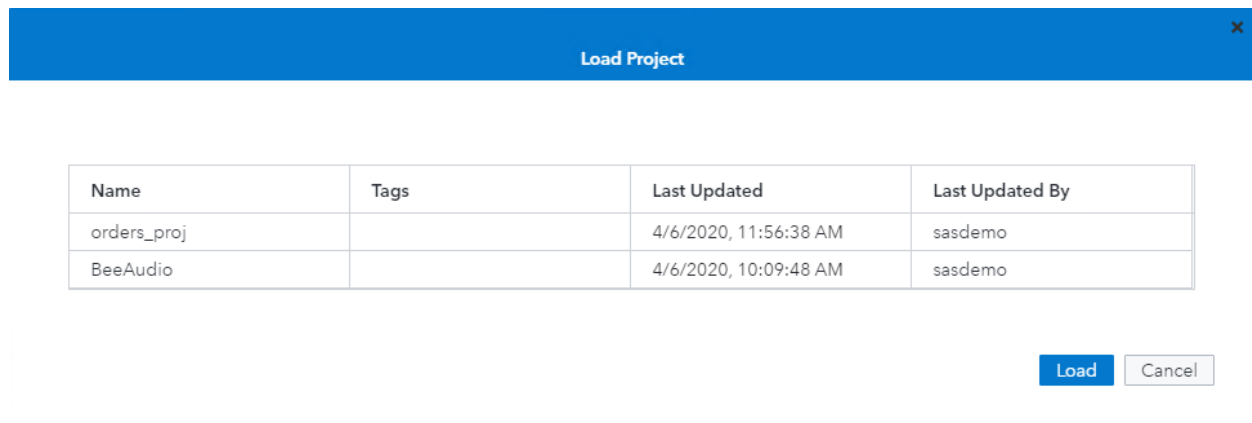 Load Project
Name Tags Last Updated Last Updated By
orders_proj 4/6/2020, 11:56:38 AM sasdemo
BeeAudio 4/6/2020, 10:09:48 AM sasdemo
Load Cancel